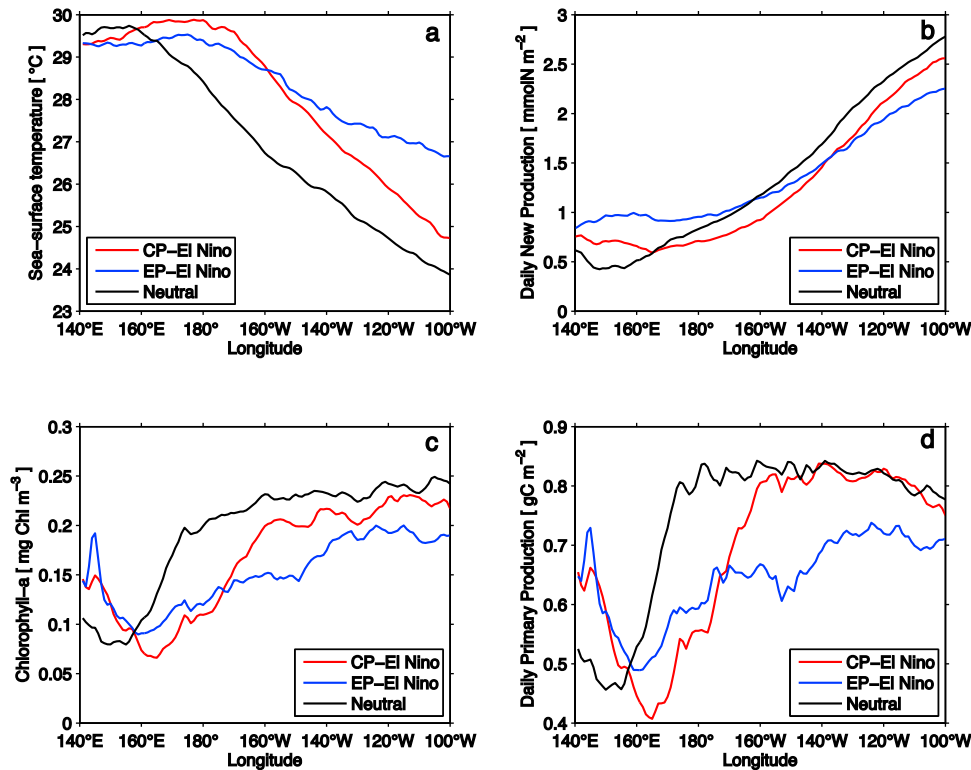 a
30
29
28
27
26
25
24
23
Sea-surface temperature [ °C]
CP-El Nino
EP-El Nino
Neutral
140°E 160°E 180° 160°W 140°W 120°W 100°W
Longitude
b
3
2.5
2
1.5
1
0.5
0
Daily New Production [ mmolN m⁻²]
CP-El Nino
EP-El Nino
Neutral
140°E 160°E 180° 160°W 140°W 120°W 100°W
Longitude
c
0.3
0.25
0.2
0.15
0.1
0.05
0
Chlorophyll-a [ mg Chl m⁻³ ]
CP-El Nino
EP-El Nino
Neutral
140°E 160°E 180° 160°W 140°W 120°W 100°W
Longitude
d
0.9
0.8
0.7
0.6
0.5
0.4
Daily Primary Production [ gC m⁻²]
CP-El Nino
EP-El Nino
Neutral
140°E 160°E 180° 160°W 140°W 120°W 100°W
Longitude